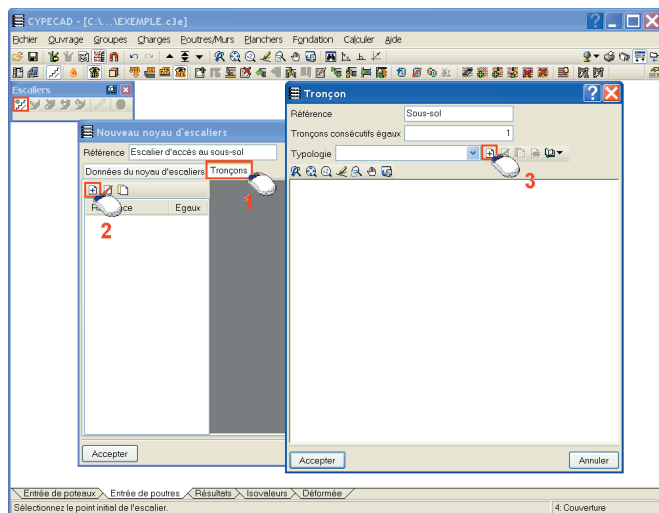 CYPECAD - [C:\...\EXEMPLE.c3e]
Fichier Ouvrage Groupes Charges Poutres/Murs Planchers Fondation Calculer Aide
Escaliers
Tronçon
Référence Sous-sol
Tronçons consécutifs égaux 1
Typologie
3
Nouveau noyau d'escaliers
Référence Escalier d'accès au sous-sol
Données du noyau d'escaliers Tronçons
1
Egaux
2
Accepter
Accepter Annuler
Entrée de poteaux Entrée de poutres Résultats Isovaleurs Déformée
Sélectionnez le point initial de l'escalier. 4: Couverture